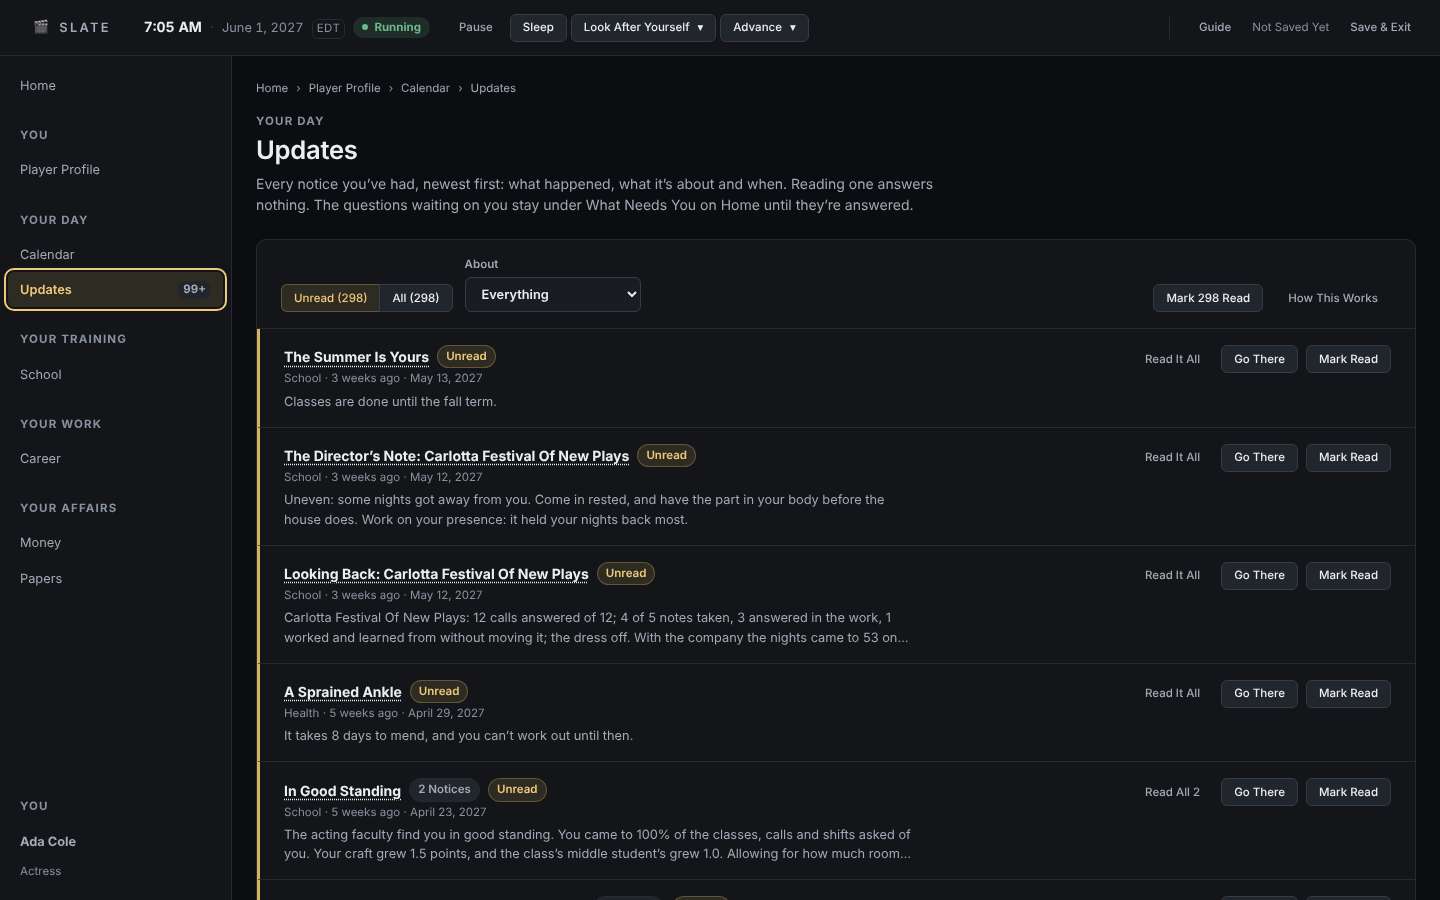 SLATE
7:05 AM · June 1, 2027 EDT Running
Pause
Sleep
Look After Yourself ▾
Advance ▾
Guide
Not Saved Yet
Save & Exit
Home
YOU
Player Profile
YOUR DAY
Calendar
Updates 99+
YOUR TRAINING
School
YOUR WORK
Career
YOUR AFFAIRS
Money
Papers
YOU
Ada Cole
Actress
Home › Player Profile › Calendar › Updates
YOUR DAY
Updates
Every notice you’ve had, newest first: what happened, what it’s about and when. Reading one answers
nothing. The questions waiting on you stay under What Needs You on Home until they’re answered.
About
Unread (298) All (298) Everything
Mark 298 Read How This Works
The Summer Is Yours Unread
Read It All Go There Mark Read
School · 3 weeks ago · May 13, 2027
Classes are done until the fall term.
The Director’s Note: Carlotta Festival Of New Plays Unread
Read It All Go There Mark Read
School · 3 weeks ago · May 12, 2027
Uneven: some nights got away from you. Come in rested, and have the part in your body before the
house does. Work on your presence: it held your nights back most.
Looking Back: Carlotta Festival Of New Plays Unread
Read It All Go There Mark Read
School · 3 weeks ago · May 12, 2027
Carlotta Festival Of New Plays: 12 calls answered of 12; 4 of 5 notes taken, 3 answered in the work, 1
worked and learned from without moving it; the dress off. With the company the nights came to 53 on…
A Sprained Ankle Unread
Read It All Go There Mark Read
Health · 5 weeks ago · April 29, 2027
It takes 8 days to mend, and you can’t work out until then.
In Good Standing 2 Notices Unread
Read All 2 Go There Mark Read
School · 5 weeks ago · April 23, 2027
The acting faculty find you in good standing. You came to 100% of the classes, calls and shifts asked of
you. Your craft grew 1.5 points, and the class’s middle student’s grew 1.0. Allowing for how much room…